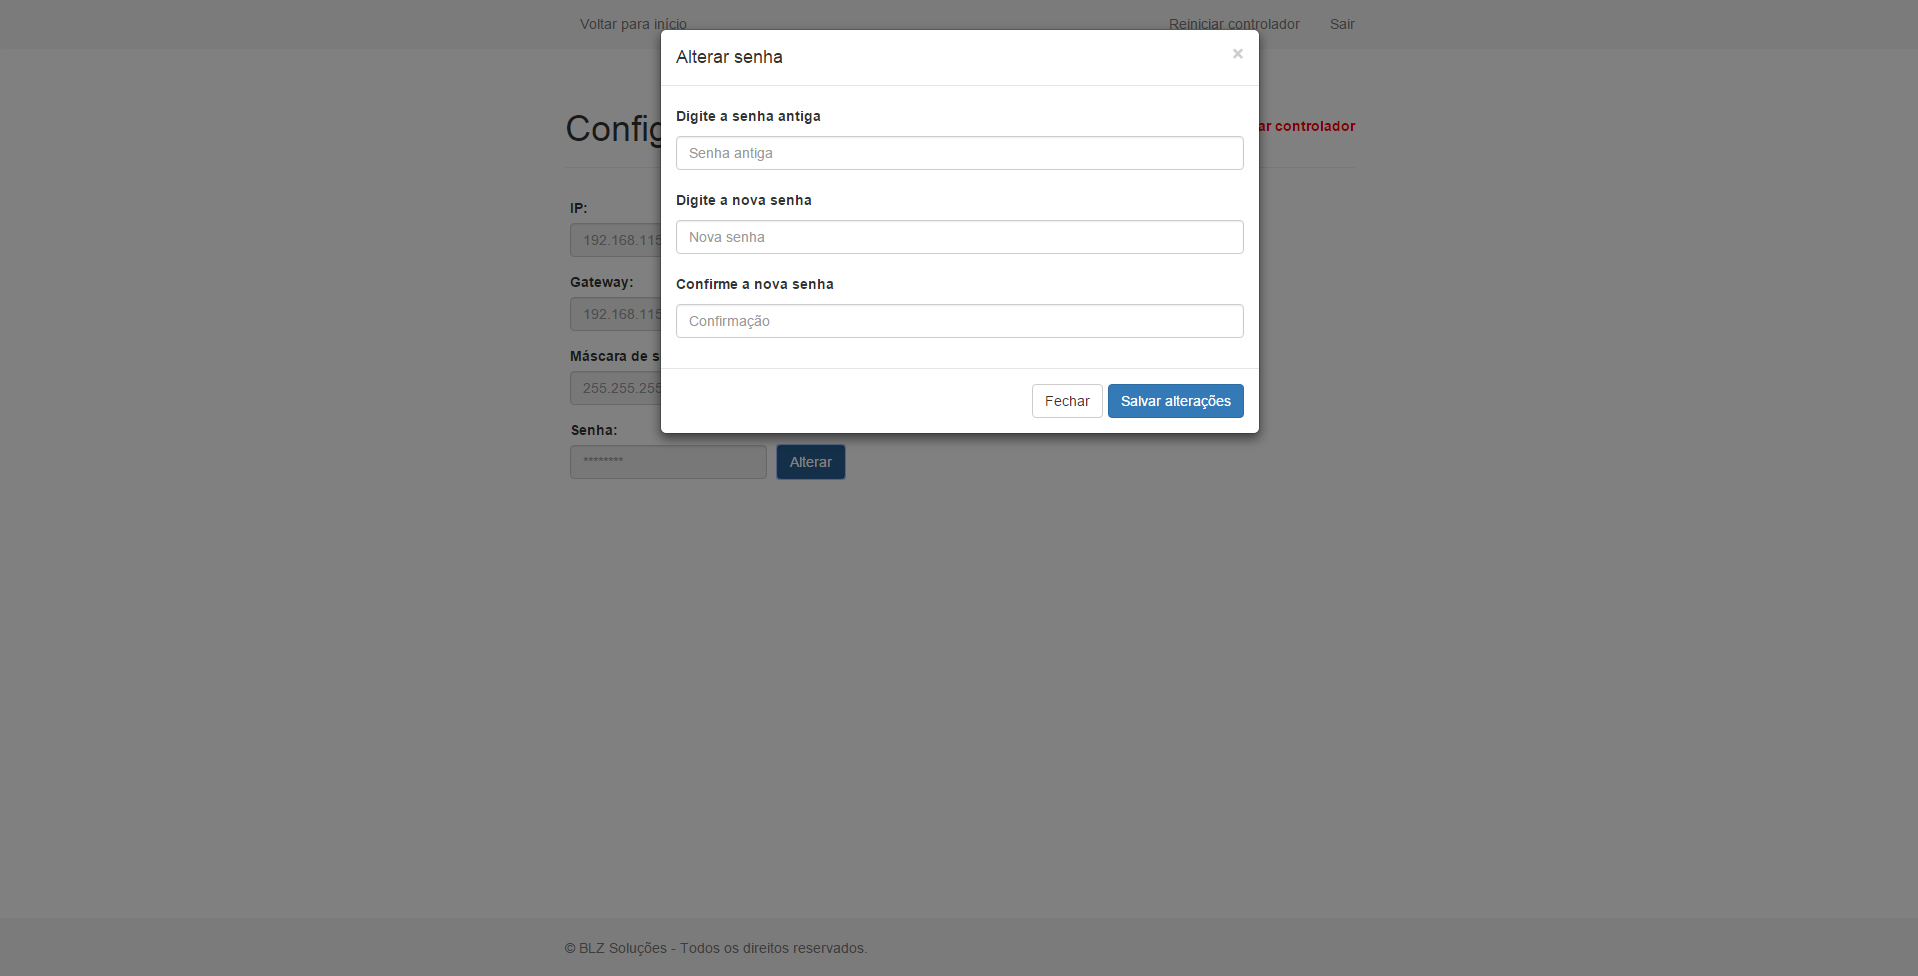 Voltar para início
Reiniciar controlador
Sair
Alterar senha
×
Digite a senha antiga
Senha antiga
Digite a nova senha
Nova senha
Confirme a nova senha
Confirmação
Fechar
Salvar alterações
controlador
IP:
192.168.115
Gateway:
192.168.115
Máscara de
255.255.255
Senha:
********
Alterar
© BLZ Soluções - Todos os direitos reservados.